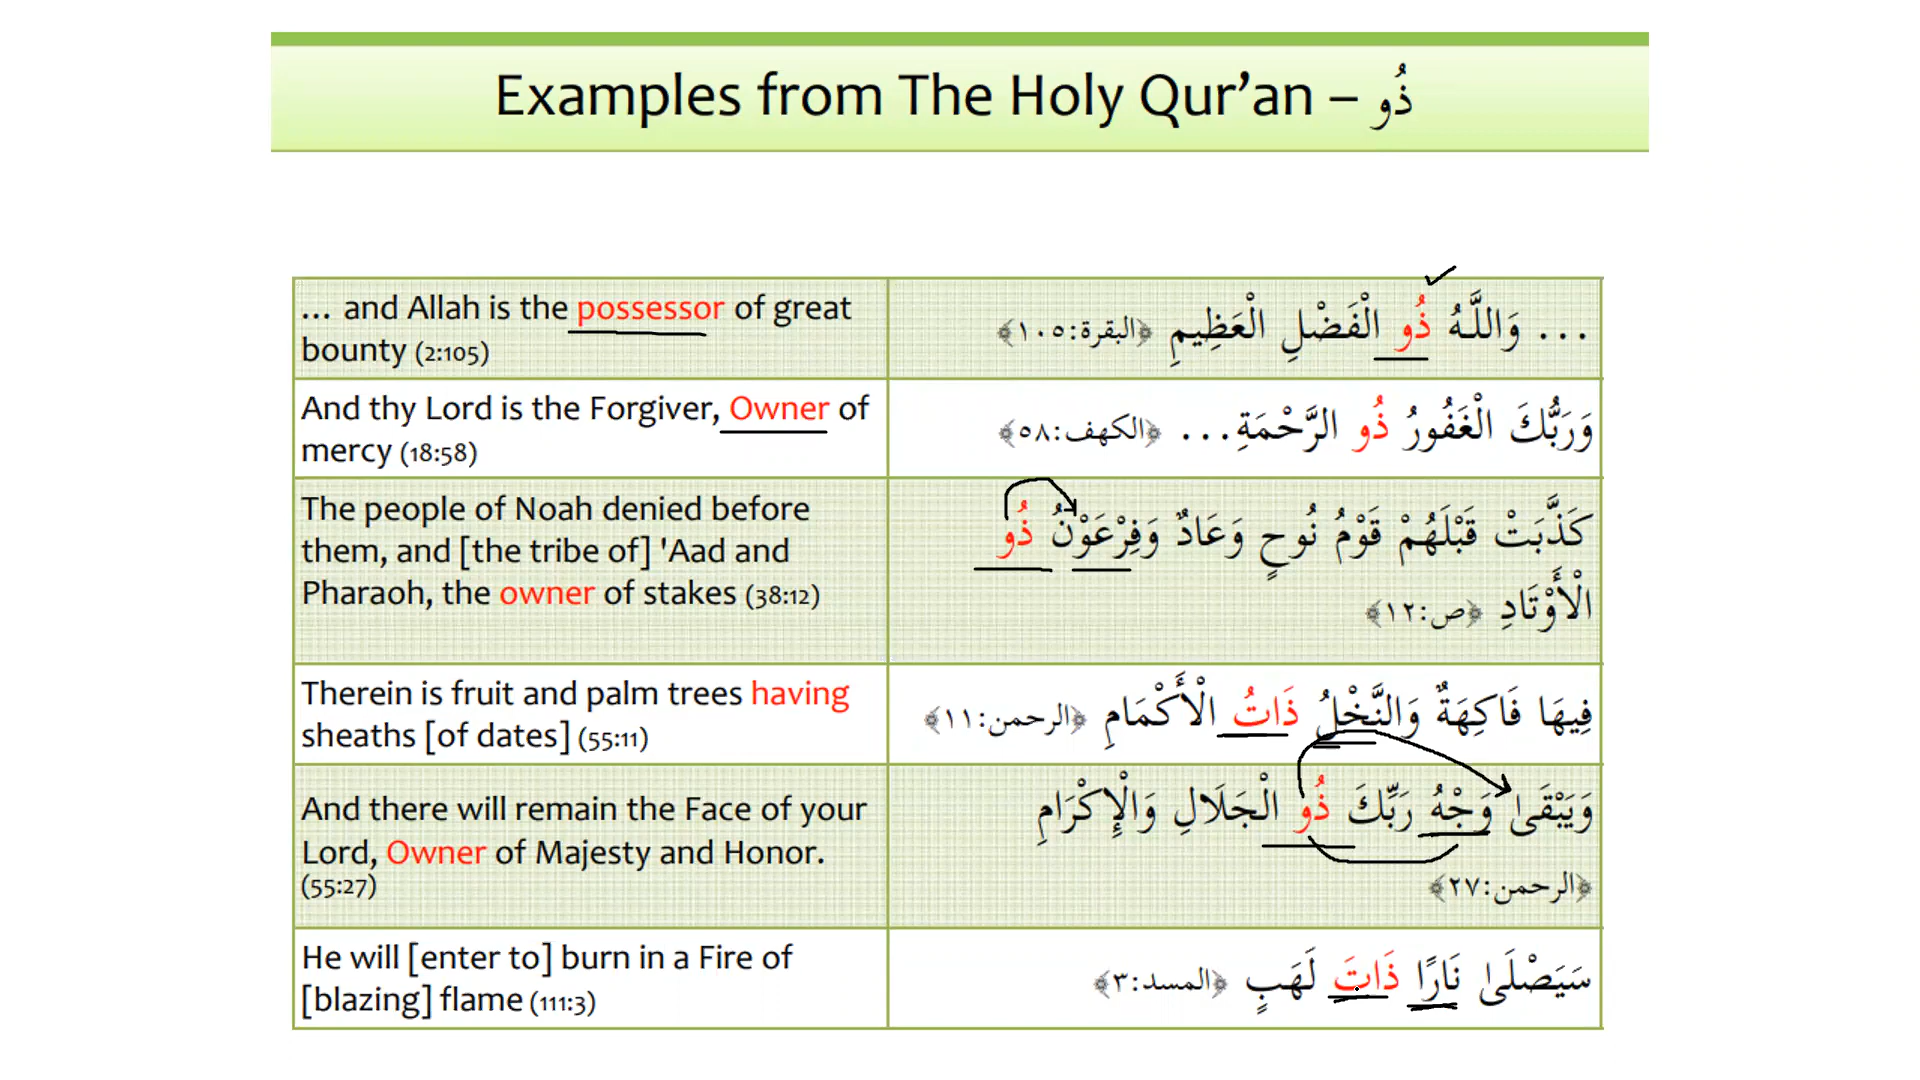 Examples from The Holy Qur’an – ذُو
... and Allah is the possessor of great
bounty (2:105)
... وَاللَّـهُ ذُو الْفَضْلِ الْعَظِيمِ ﴿البقرة:١٠٥﴾
And thy Lord is the Forgiver, Owner of
mercy (18:58)
وَرَبُّكَ الْغَفُورُ ذُو الرَّحْمَةِ... ﴿الكهف:٥٨﴾
The people of Noah denied before
them, and [the tribe of] 'Aad and
Pharaoh, the owner of stakes (38:12)
كَذَّبَتْ قَبْلَهُمْ قَوْمُ نُوحٍ وَعَادٌ وَفِرْعَوْنُ ذُو
الْأَوْتَادِ ﴿ص:١٢﴾
Therein is fruit and palm trees having
sheaths [of dates] (55:11)
فِيهَا فَاكِهَةٌ وَالنَّخْلُ ذَاتُ الْأَكْمَامِ ﴿الرحمن:١١﴾
And there will remain the Face of your
Lord, Owner of Majesty and Honor.
(55:27)
وَيَبْقَىٰ وَجْهُ رَبِّكَ ذُو الْجَلَالِ وَالْإِكْرَامِ
﴿الرحمن:٢٧﴾
He will [enter to] burn in a Fire of
[blazing] flame (111:3)
سَيَصْلَىٰ نَارًا ذَاتَ لَهَبٍ ﴿المسد:٣﴾